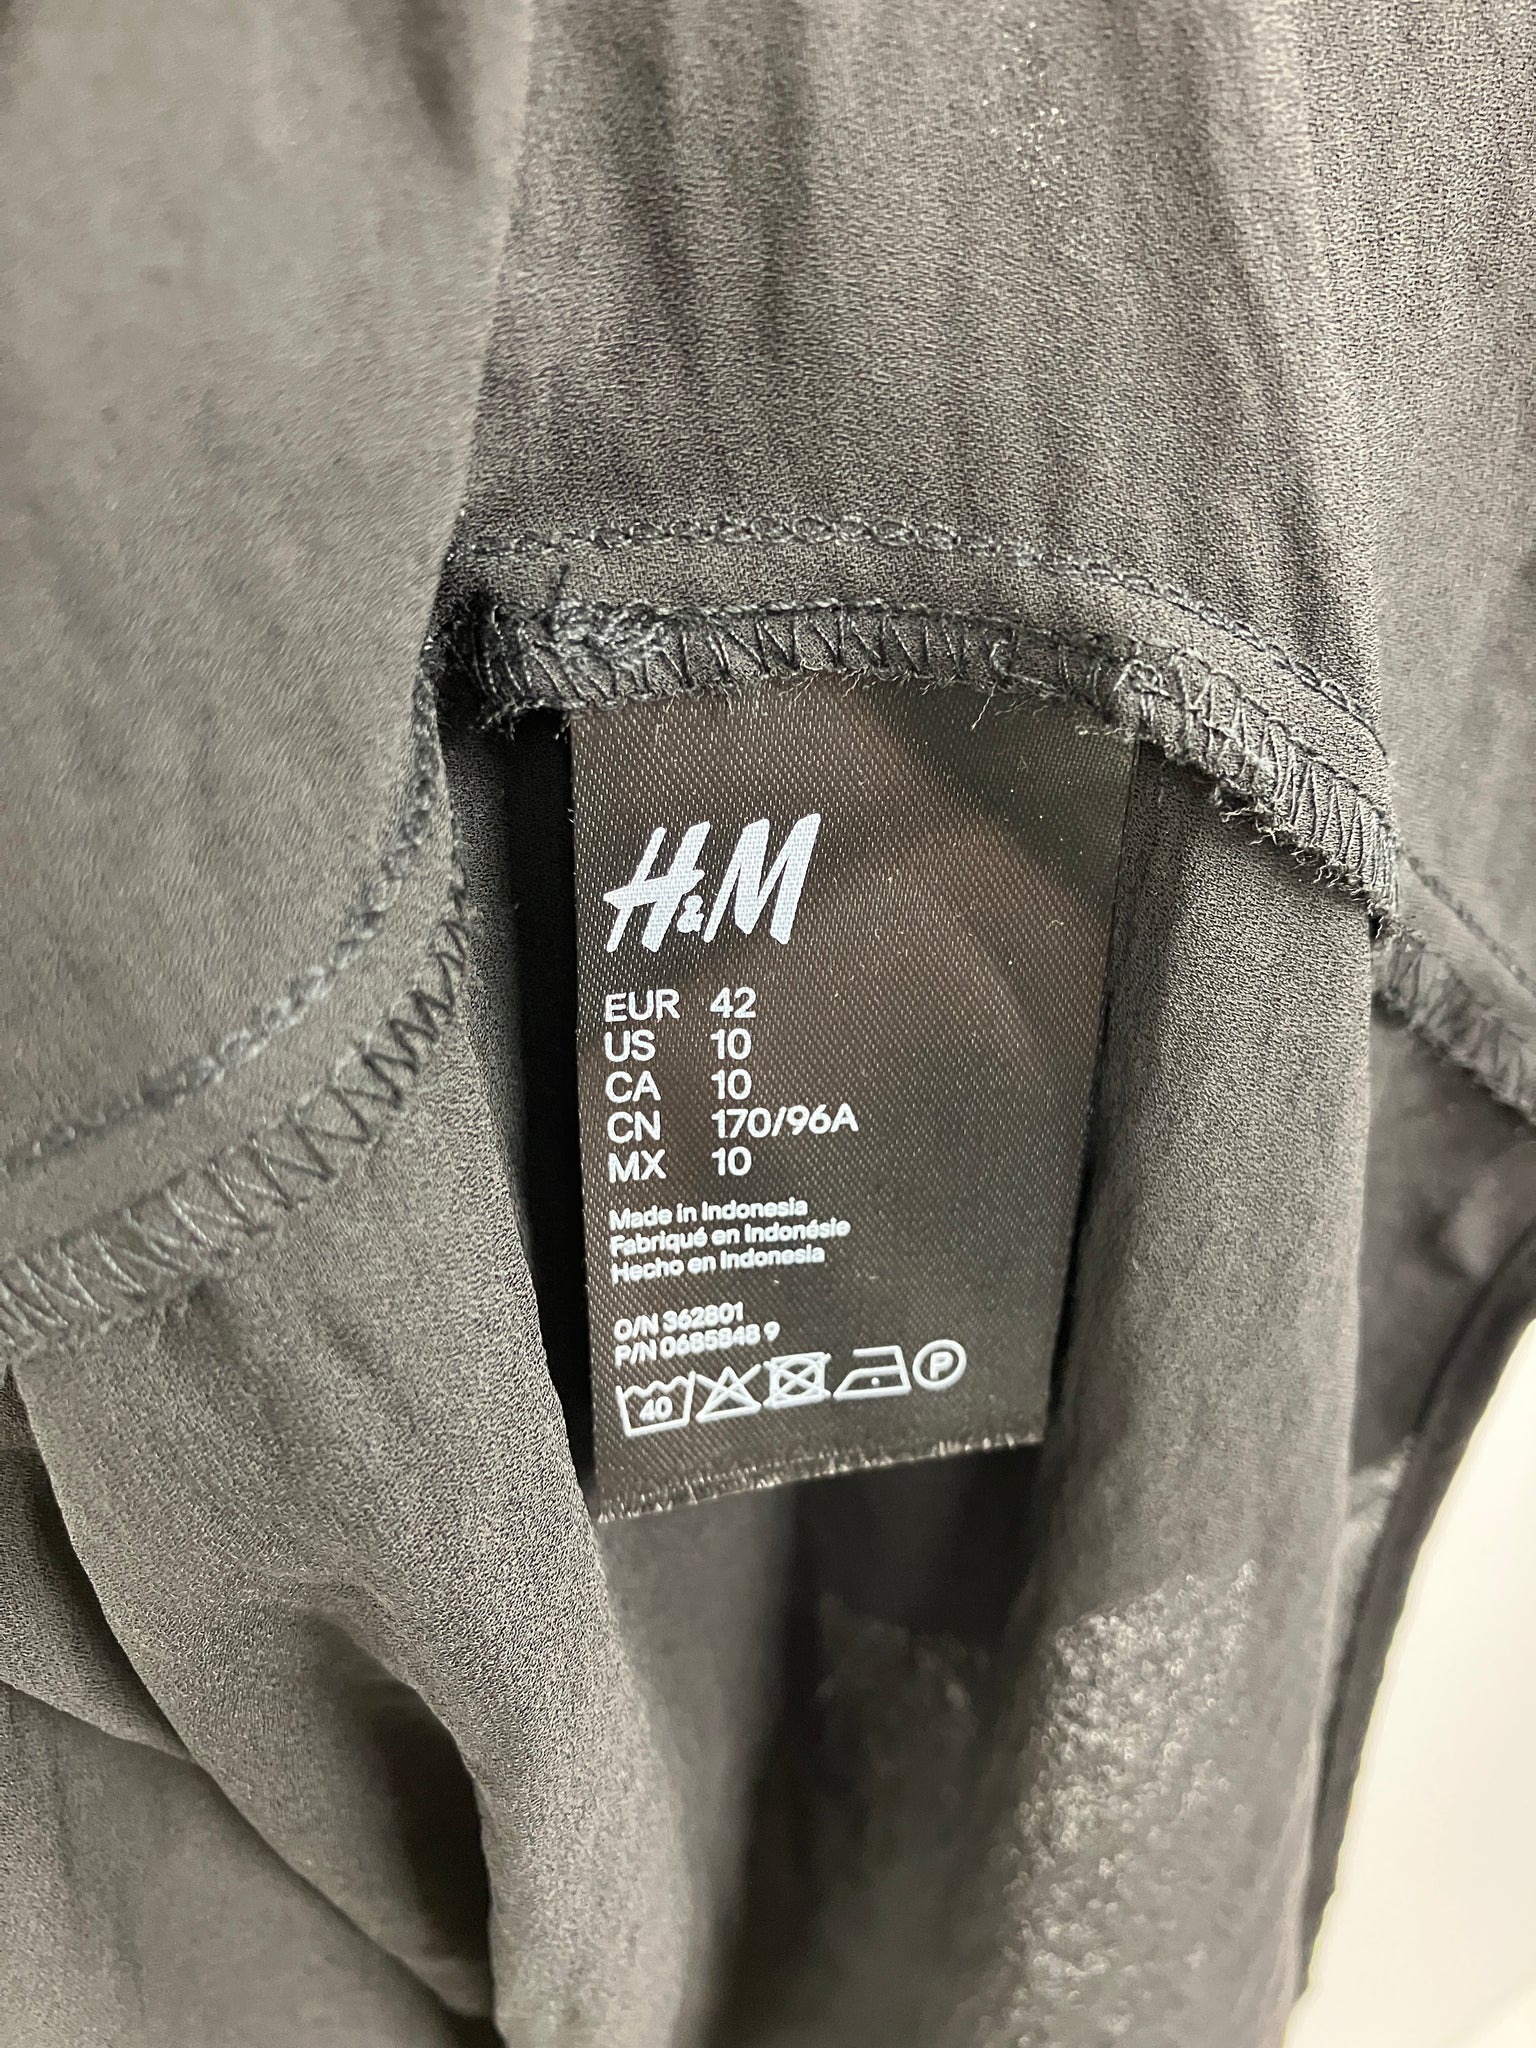 H&M
EUR 42
US 10
CA 10
CN 170/96A
MX 10
Made in Indonesia
Fabriqué en Indonésie
Hecho en Indonesia
O/N 362801
P/N 0685848 9
40
P